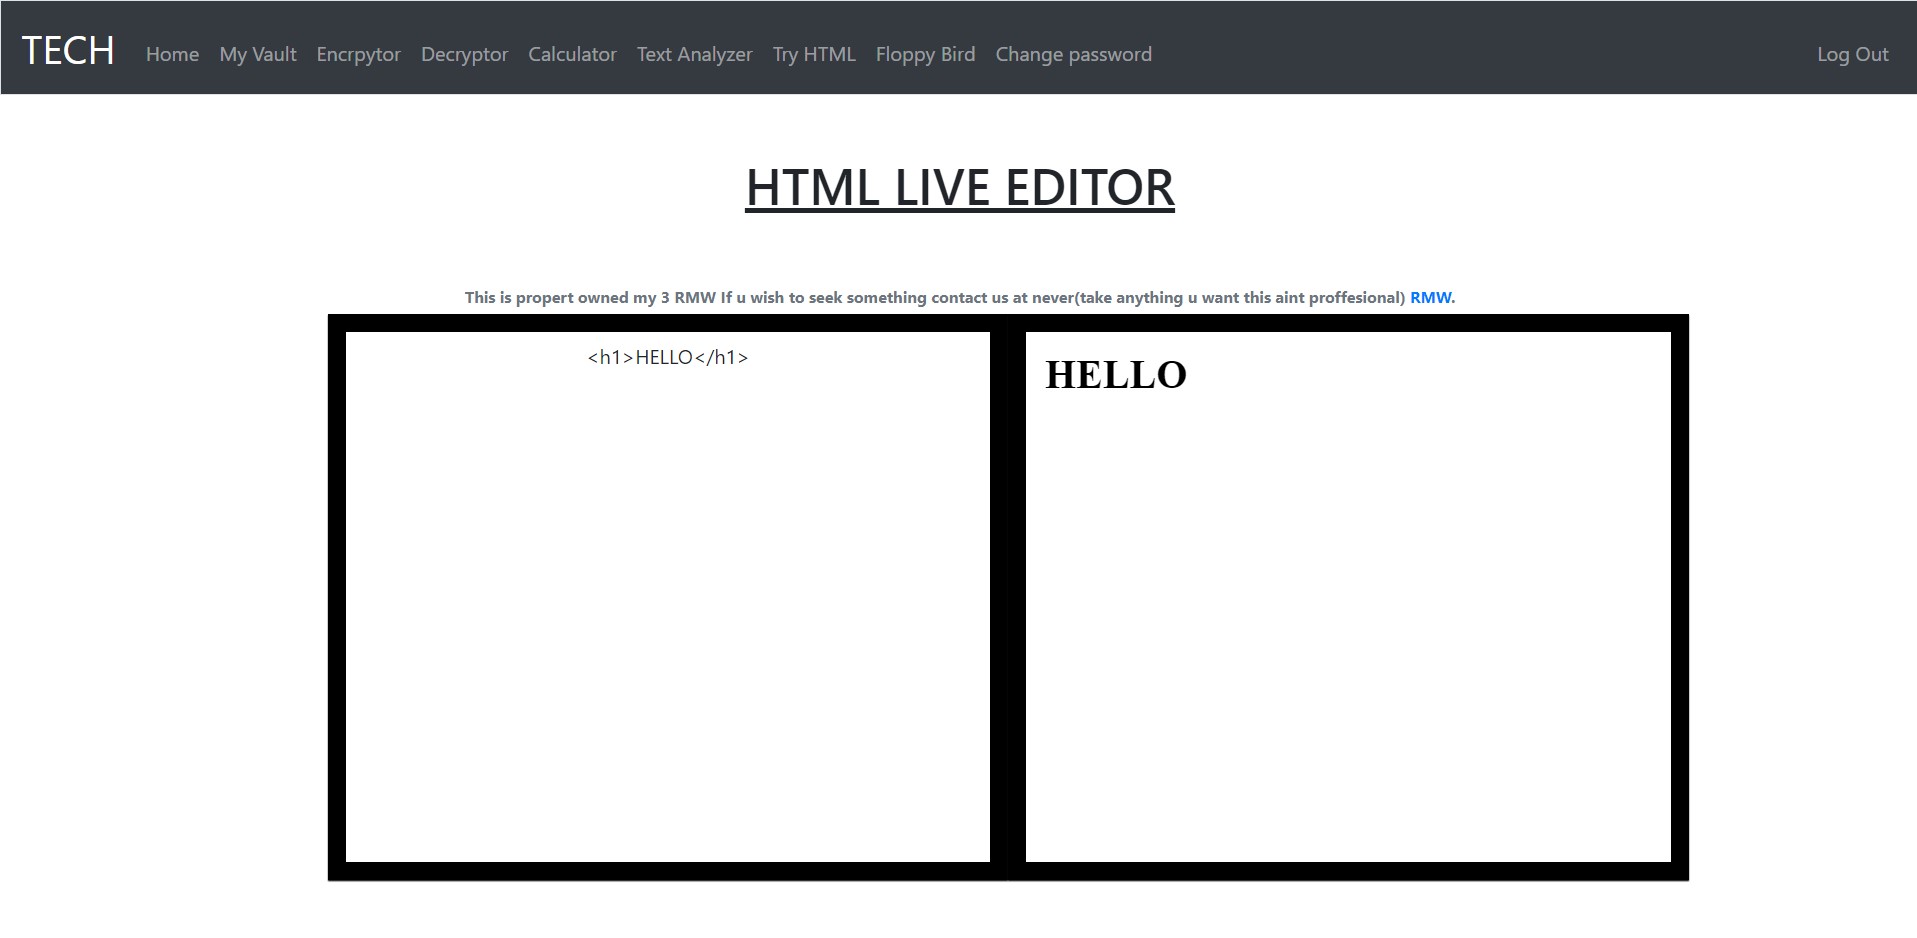 TECH Home My Vault Encrpytor Decryptor Calculator Text Analyzer Try HTML Floppy Bird Change password Log Out
HTML LIVE EDITOR
This is propert owned my 3 RMW If u wish to seek something contact us at never(take anything u want this aint proffesional) RMW.
<h1>HELLO</h1>
HELLO